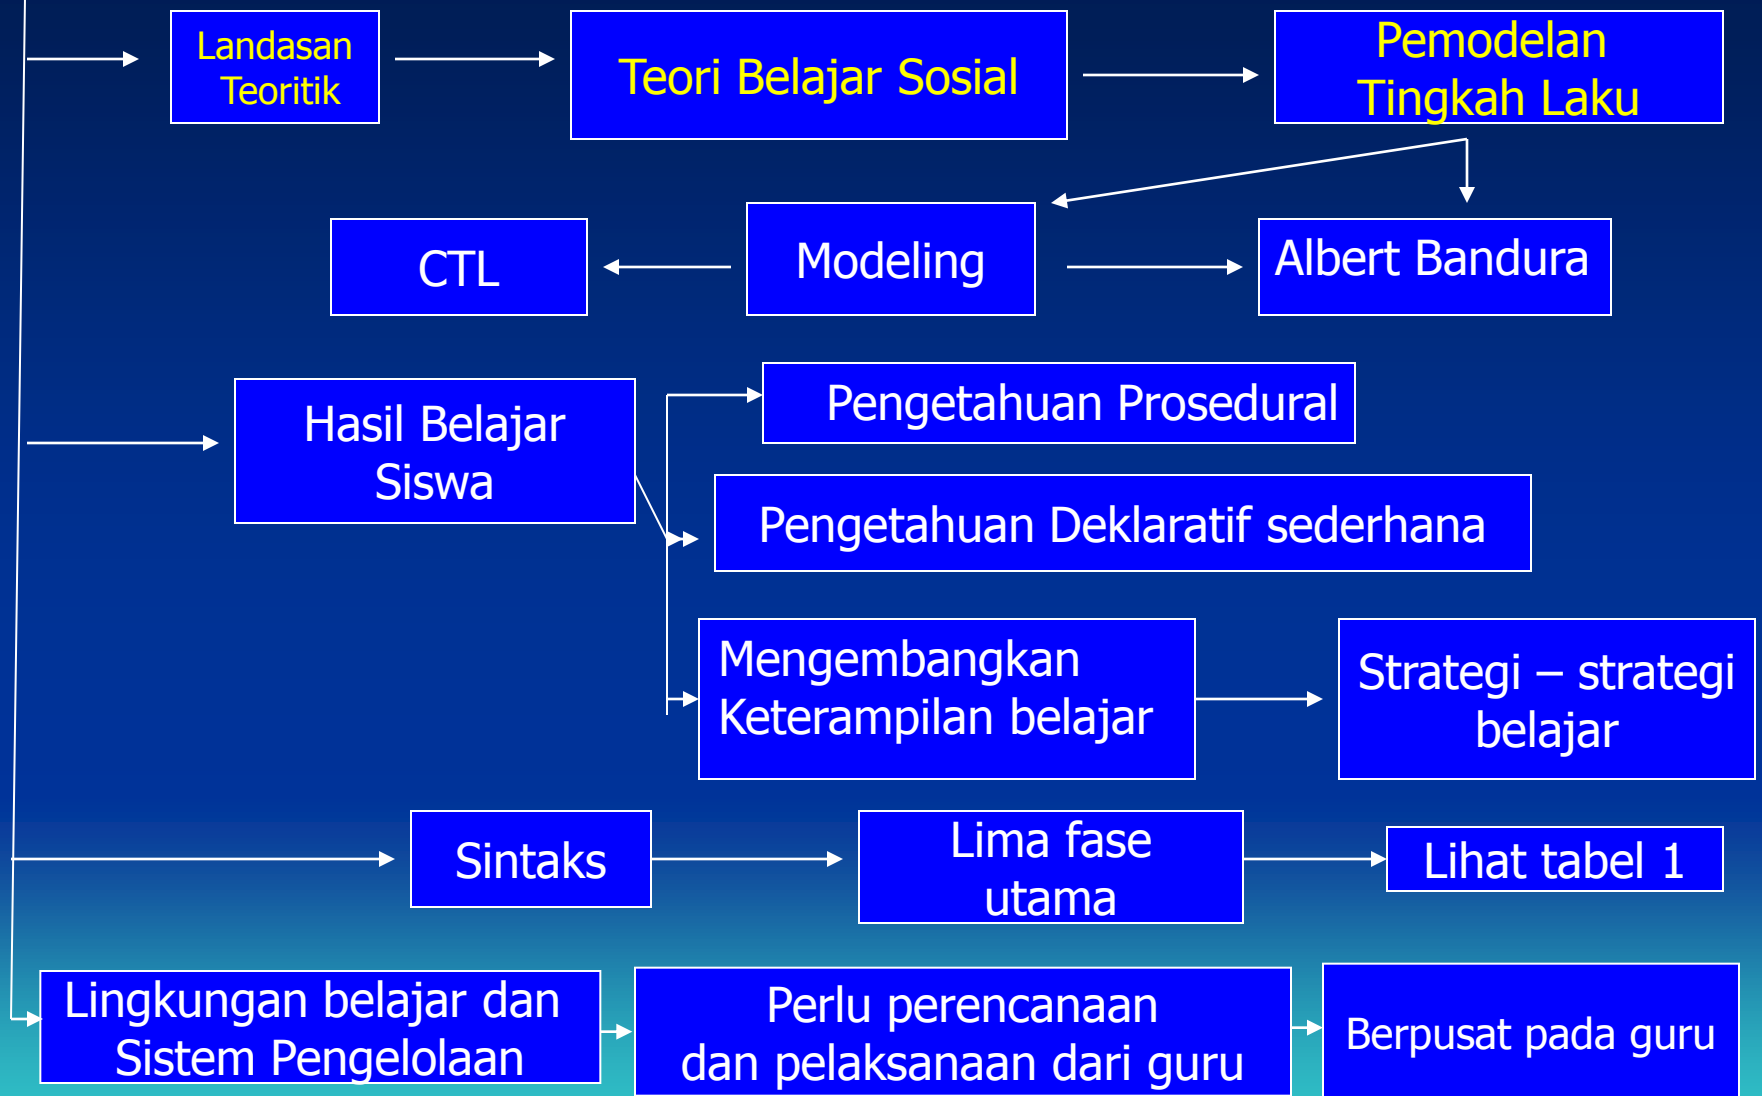 Landasan
Teoritik
Teori Belajar Sosial
Pemodelan
Tingkah Laku
CTL
Modeling
Albert Bandura
Hasil Belajar
Siswa
Pengetahuan Prosedural
Pengetahuan Deklaratif sederhana
Mengembangkan
Keterampilan belajar
Strategi – strategi
belajar
Sintaks
Lima fase
utama
Lihat tabel 1
Lingkungan belajar dan
Sistem Pengelolaan
Perlu perencanaan
dan pelaksanaan dari guru
Berpusat pada guru